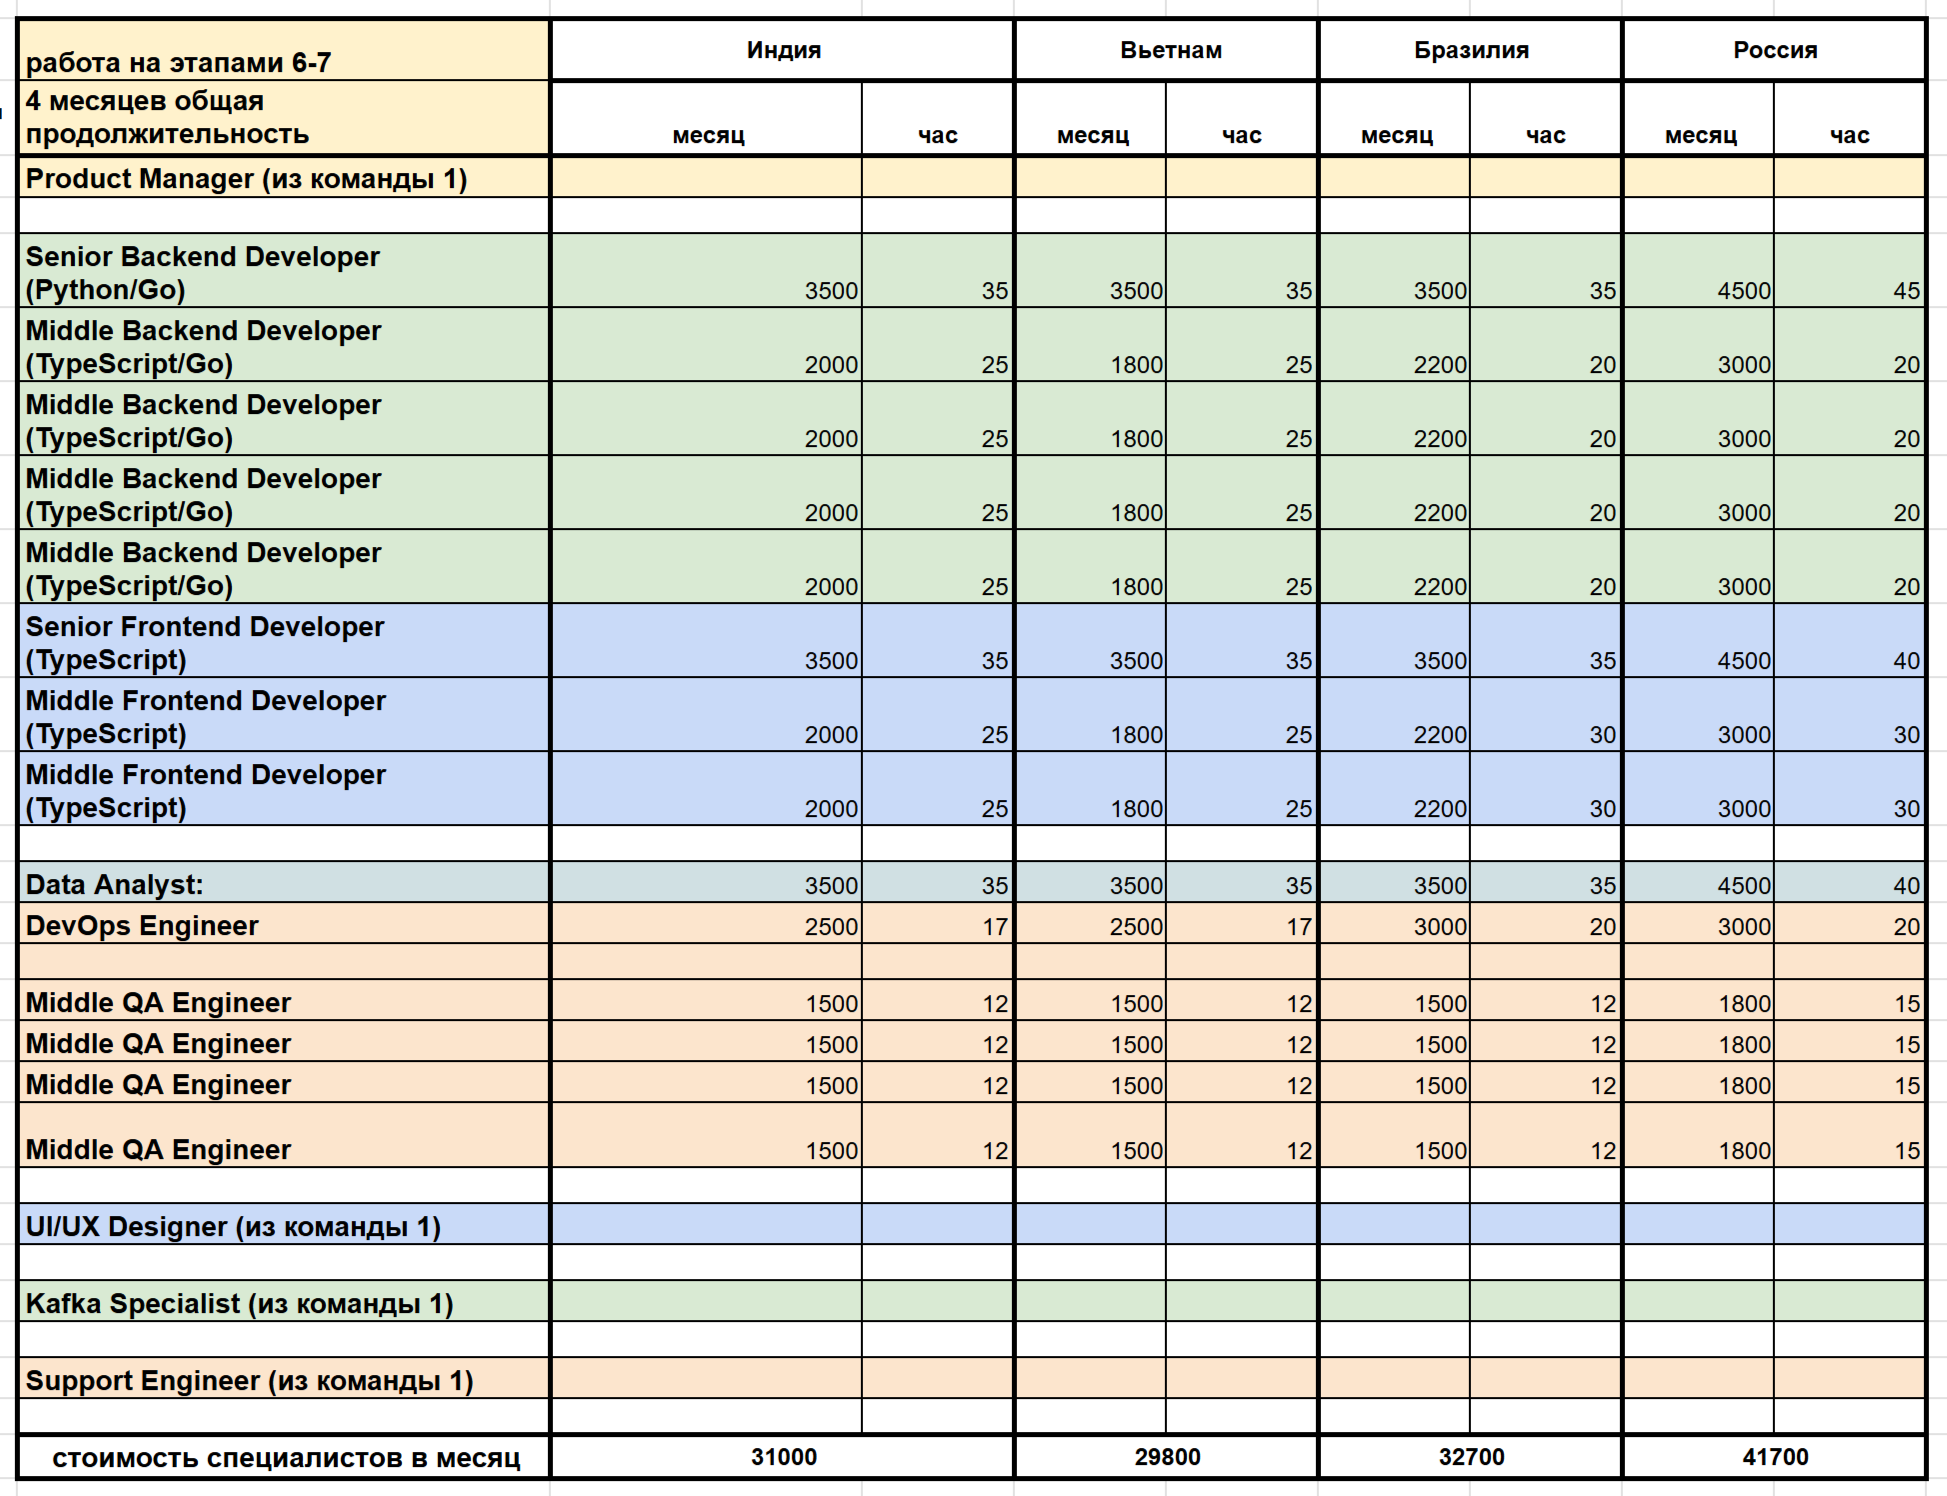 работа на этапами 6-7 Индия Вьетнам Бразилия Россия
4 месяцев общая
продолжительность месяц час месяц час месяц час месяц час
Product Manager (из команды 1)
Senior Backend Developer
(Python/Go) 3500 35 3500 35 3500 35 4500 45
Middle Backend Developer
(TypeScript/Go) 2000 25 1800 25 2200 20 3000 20
Middle Backend Developer
(TypeScript/Go) 2000 25 1800 25 2200 20 3000 20
Middle Backend Developer
(TypeScript/Go) 2000 25 1800 25 2200 20 3000 20
Middle Backend Developer
(TypeScript/Go) 2000 25 1800 25 2200 20 3000 20
Senior Frontend Developer
(TypeScript) 3500 35 3500 35 3500 35 4500 40
Middle Frontend Developer
(TypeScript) 2000 25 1800 25 2200 30 3000 30
Middle Frontend Developer
(TypeScript) 2000 25 1800 25 2200 30 3000 30
Data Analyst: 3500 35 3500 35 3500 35 4500 40
DevOps Engineer 2500 17 2500 17 3000 20 3000 20
Middle QA Engineer 1500 12 1500 12 1500 12 1800 15
Middle QA Engineer 1500 12 1500 12 1500 12 1800 15
Middle QA Engineer 1500 12 1500 12 1500 12 1800 15
Middle QA Engineer 1500 12 1500 12 1500 12 1800 15
UI/UX Designer (из команды 1)
Kafka Specialist (из команды 1)
Support Engineer (из команды 1)
стоимость специалистов в месяц 31000 29800 32700 41700